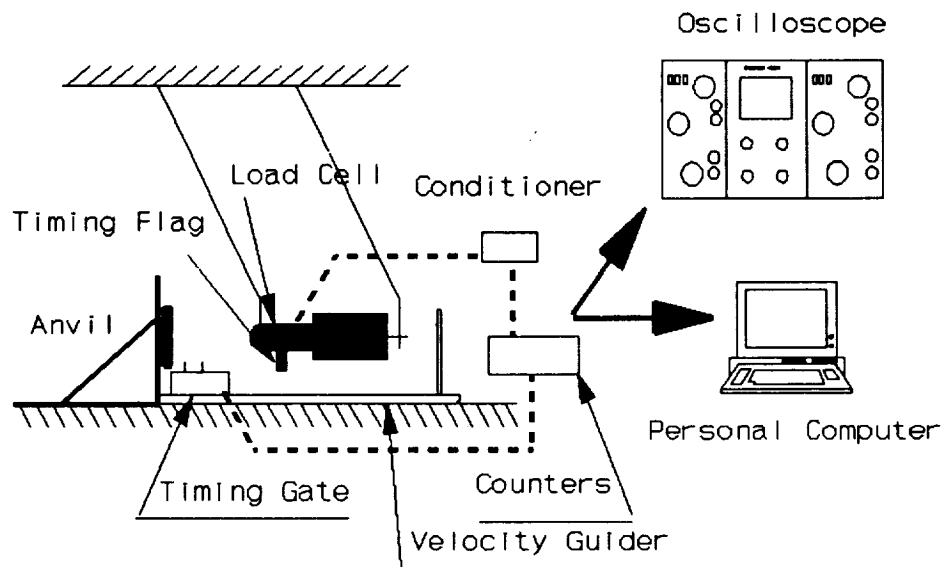 Oscilloscope
Load Cell
Conditioner
Timing Flag
Anvil
Personal Computer
Timing Gate
Counters
Velocity Guider